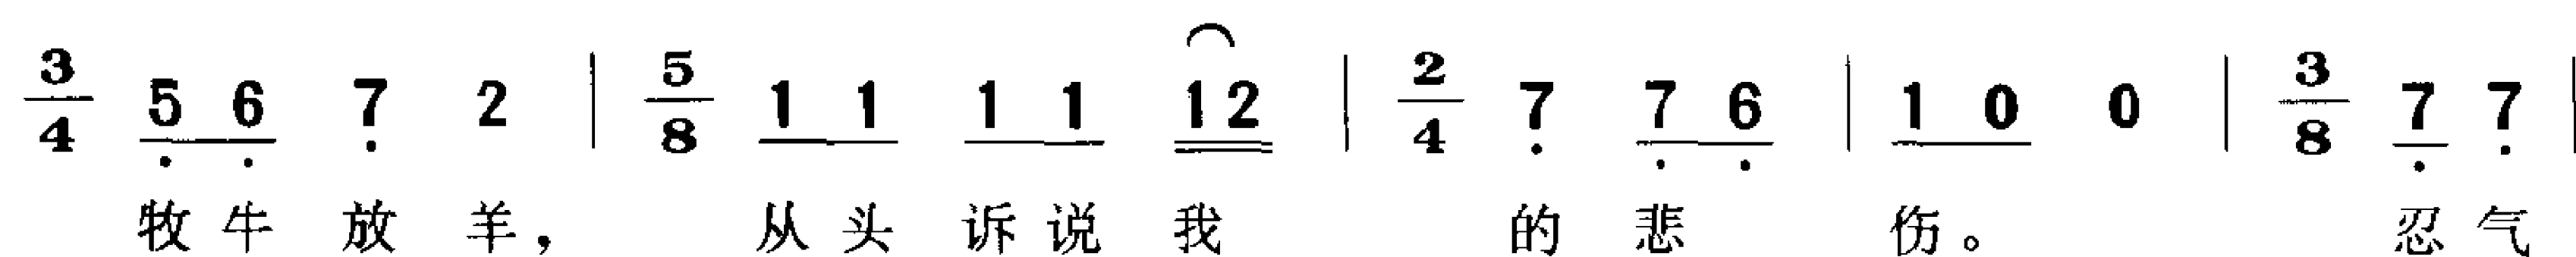 3/4 5 6 7 2 | 5/8 1 1 1 1 12 | 2/4 7 7 6 | 1 0 0 | 3/8 7 7 |
牧牛放羊， 从头诉说我 的悲 伤。 忍气